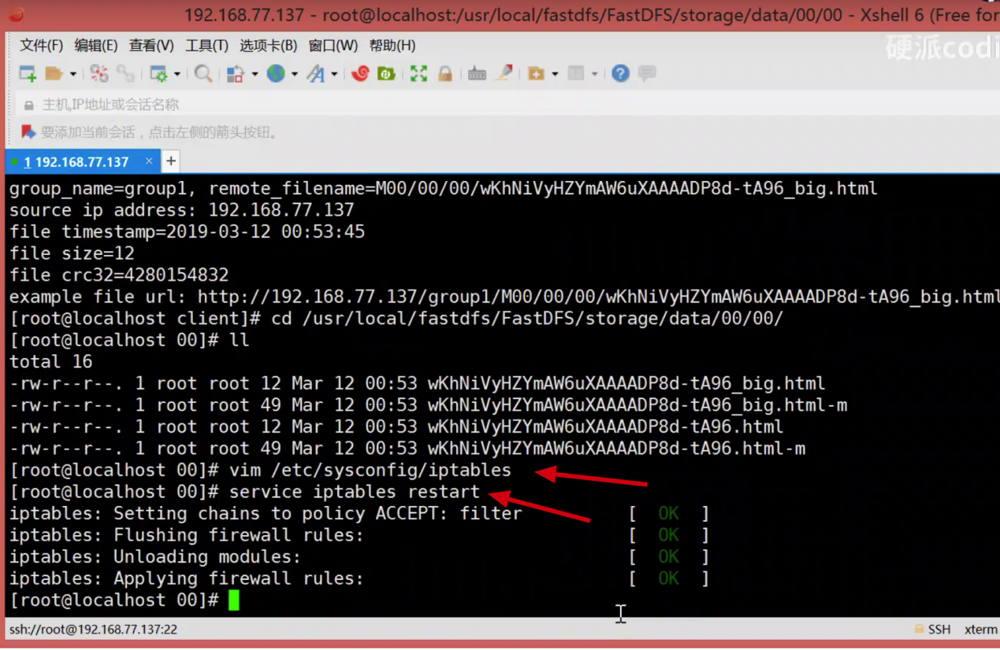 192.168.77.137 - root@localhost:/usr/local/fastdfs/FastDFS/storage/data/00/00 - Xshell 6 (Free for
文件(F) 编辑(E) 查看(V) 工具(T) 选项卡(B) 窗口(W) 帮助(H)
硬派codi
主机,IP地址或会话名称
要添加当前会话，点击左侧的箭头按钮。
1 192.168.77.137 × +
group_name=group1, remote_filename=M00/00/00/wKhNiVyHZYmAW6uXAAAADP8d-tA96_big.html
source ip address: 192.168.77.137
file timestamp=2019-03-12 00:53:45
file size=12
file crc32=4280154832
example file url: http://192.168.77.137/group1/M00/00/00/wKhNiVyHZYmAW6uXAAAADP8d-tA96_big.html
[root@localhost client]# cd /usr/local/fastdfs/FastDFS/storage/data/00/00/
[root@localhost 00]# ll
total 16
-rw-r--r--. 1 root root 12 Mar 12 00:53 wKhNiVyHZYmAW6uXAAAADP8d-tA96_big.html
-rw-r--r--. 1 root root 49 Mar 12 00:53 wKhNiVyHZYmAW6uXAAAADP8d-tA96_big.html-m
-rw-r--r--. 1 root root 12 Mar 12 00:53 wKhNiVyHZYmAW6uXAAAADP8d-tA96.html
-rw-r--r--. 1 root root 49 Mar 12 00:53 wKhNiVyHZYmAW6uXAAAADP8d-tA96.html-m
[root@localhost 00]# vim /etc/sysconfig/iptables
[root@localhost 00]# service iptables restart
iptables: Setting chains to policy ACCEPT: filter [ OK ]
iptables: Flushing firewall rules: [ OK ]
iptables: Unloading modules: [ OK ]
iptables: Applying firewall rules: [ OK ]
[root@localhost 00]#
ssh://root@192.168.77.137:22 SSH xterm